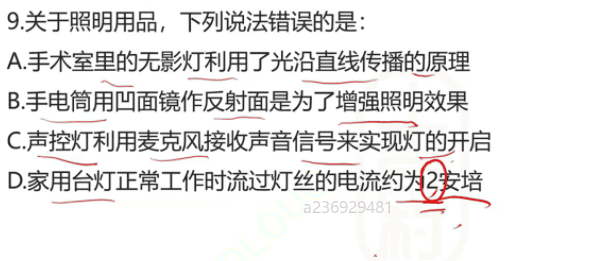 9.关于照明用品，下列说法错误的是：
A.手术室里的无影灯利用了光沿直线传播的原理
B.手电筒用凹面镜作反射面是为了增强照明效果
C.声控灯利用麦克风接收声音信号来实现灯的开启
D.家用台灯正常工作时流过灯丝的电流约为2安培
a236929481